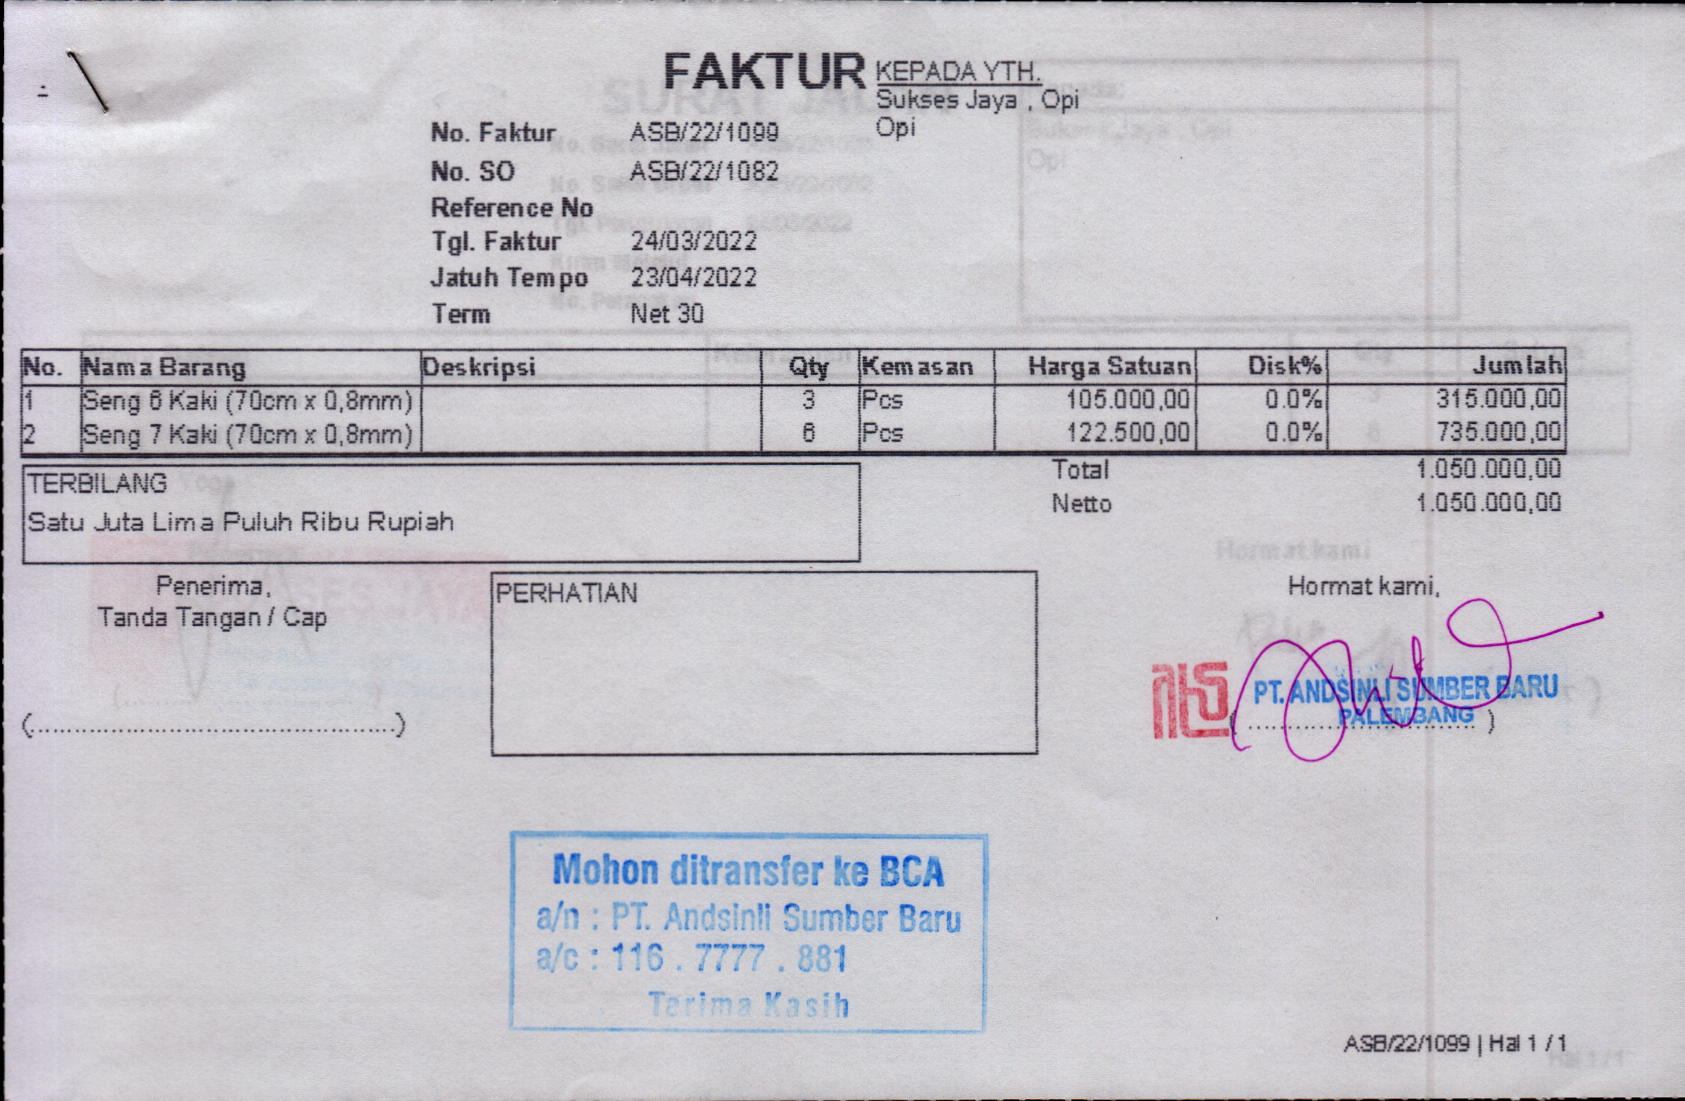 FAKTUR
KEPADA YTH.
Sukses Jaya , Opi
Opi
No. Faktur ASB/22/1099
No. SO ASB/22/1082
Reference No
Tgl. Faktur 24/03/2022
Jatuh Tempo 23/04/2022
Term Net 30
No. Nama Barang Deskripsi Qty Kemasan Harga Satuan Disk% Jumlah
1 Seng 6 Kaki (70cm x 0,8mm) 3 Pcs 105.000,00 0.0% 315.000,00
2 Seng 7 Kaki (70cm x 0,8mm) 6 Pcs 122.500,00 0.0% 735.000,00
Total 1.050.000,00
Netto 1.050.000,00
TERBILANG
Satu Juta Lima Puluh Ribu Rupiah
Penerima,
Tanda Tangan / Cap
PERHATIAN
Hormat kami,
PT. ANDSINLI SUMBER BARU
PALEMBANG
Mohon ditransfer ke BCA
a/n : PT. Andsinli Sumber Baru
a/c : 116 . 7777 . 881
Terima Kasih
ASB/22/1099 | Hal 1 / 1